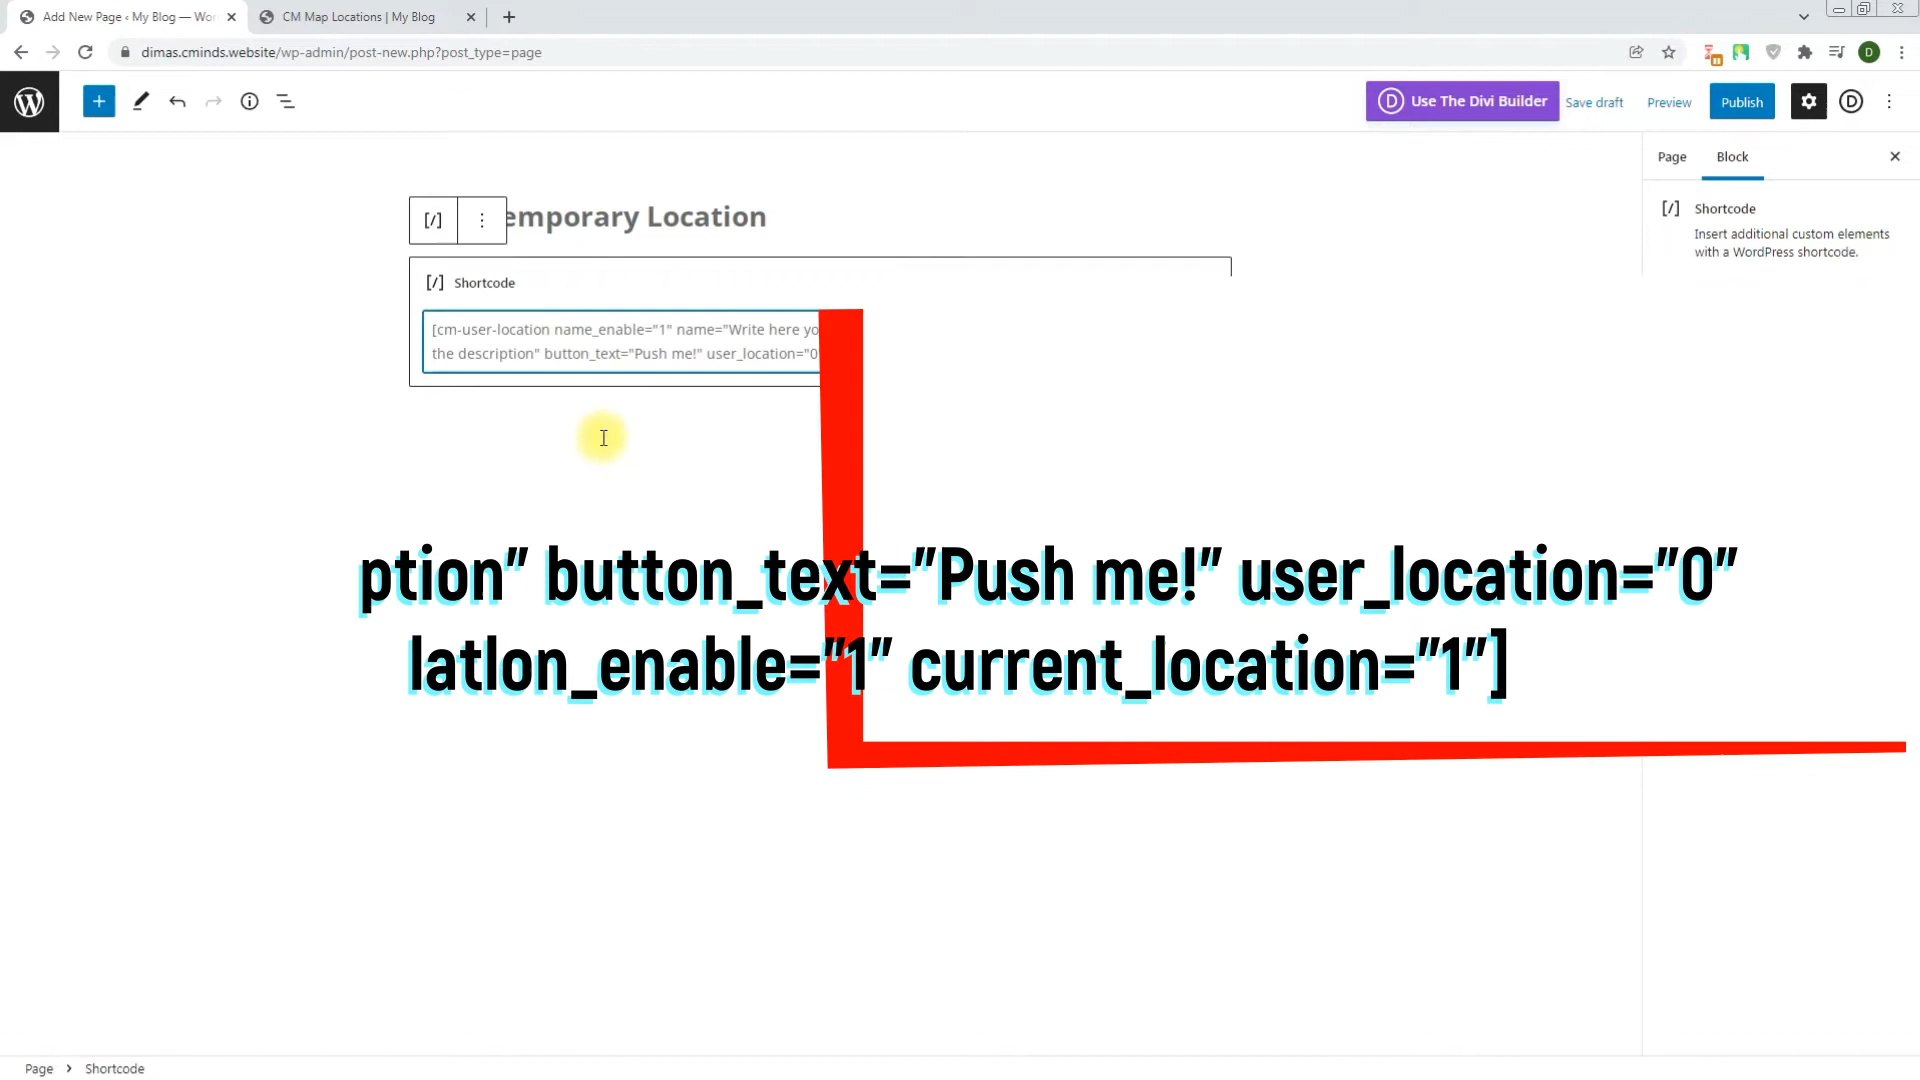 Add New Page ‹ My Blog — Wor
CM Map Locations | My Blog
dimas.cminds.website/wp-admin/post-new.php?post_type=page
D
Use The Divi Builder
Save draft
Preview
Publish
Page
Block
emporary Location
Shortcode
[cm-user-location name_enable="1" name="Write here yo
the description" button_text="Push me!" user_location="0"
Shortcode
Insert additional custom elements
with a WordPress shortcode.
ption" button_text="Push me!" user_location="0"
latlon_enable="1" current_location="1"]
Page > Shortcode